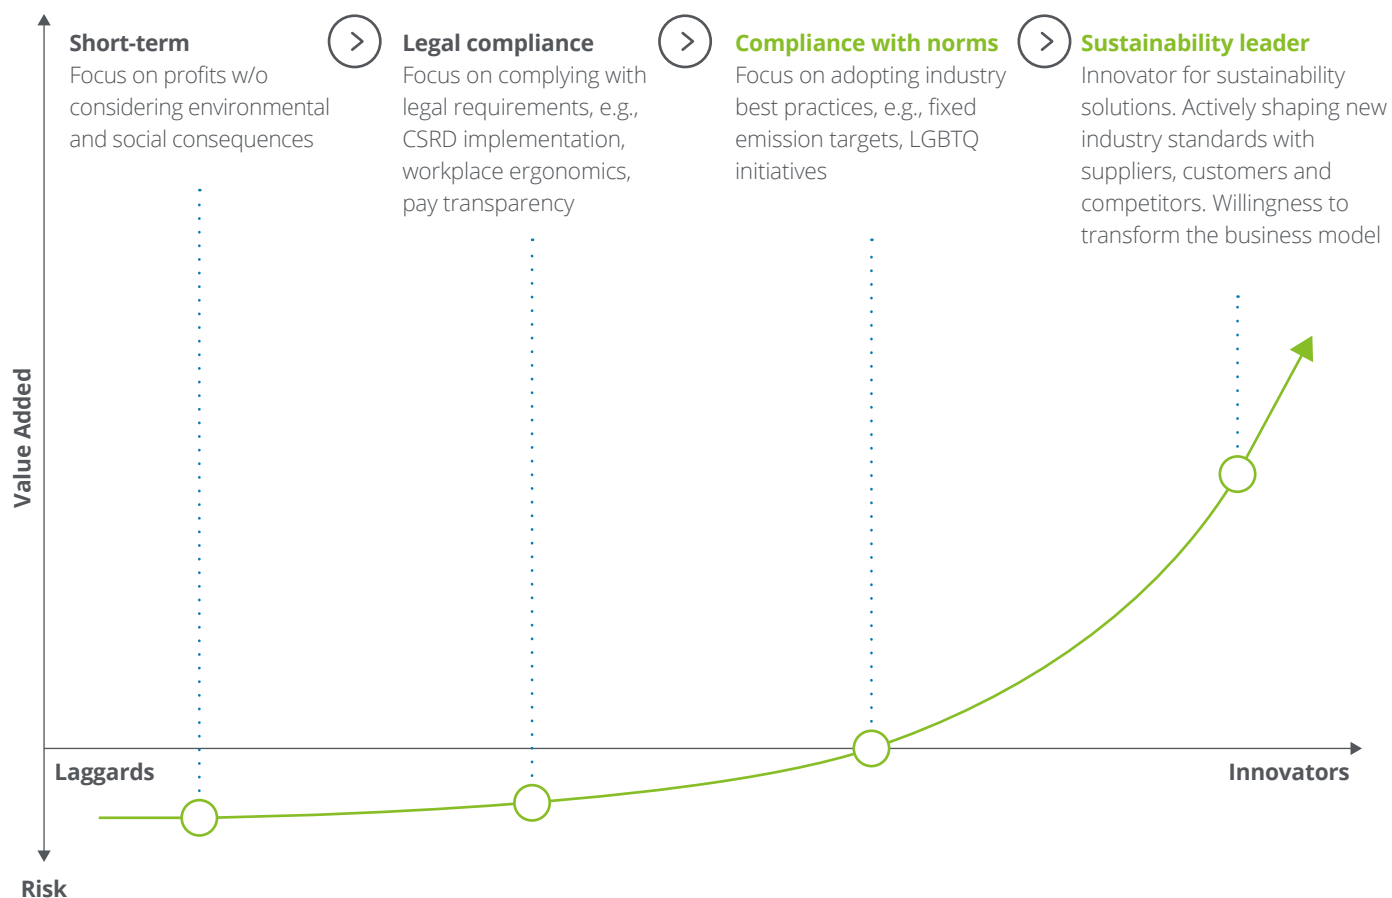 Short-term
Focus on profits w/o
considering environmental
and social consequences
Legal compliance
Focus on complying with
legal requirements, e.g.,
CSRD implementation,
workplace ergonomics,
pay transparency
Compliance with norms
Focus on adopting industry
best practices, e.g., fixed
emission targets, LGBTQ
initiatives
Sustainability leader
Innovator for sustainability
solutions. Actively shaping new
industry standards with
suppliers, customers and
competitors. Willingness to
transform the business model
Value Added
Laggards
Innovators
Risk